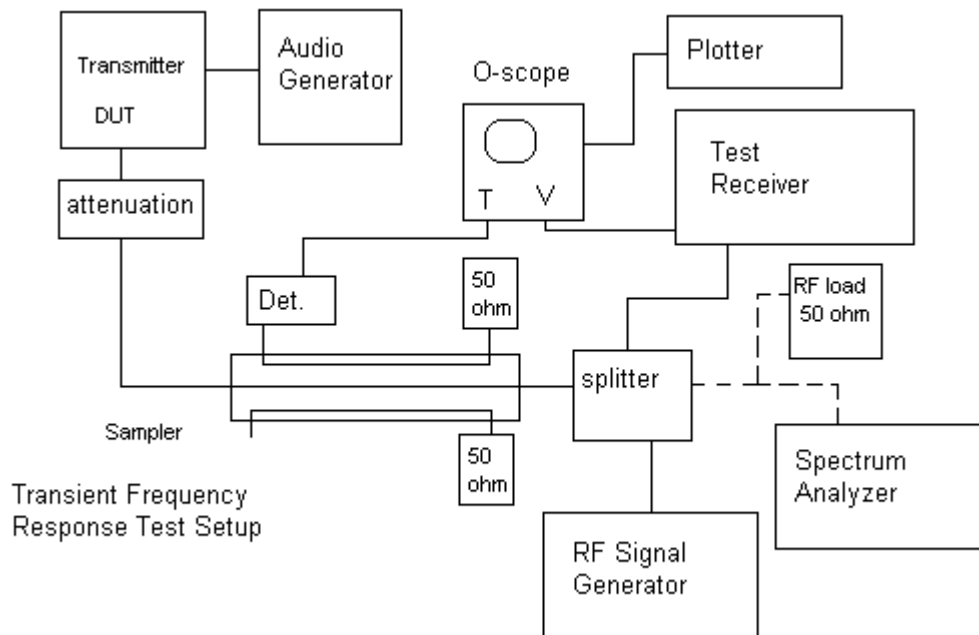 Transmitter
DUT
Audio
Generator
O-scope
Plotter
T V
Test
Receiver
attenuation
Det.
50
ohm
RF load
50 ohm
splitter
Sampler
50
ohm
Spectrum
Analyzer
Transient Frequency
Response Test Setup
RF Signal
Generator